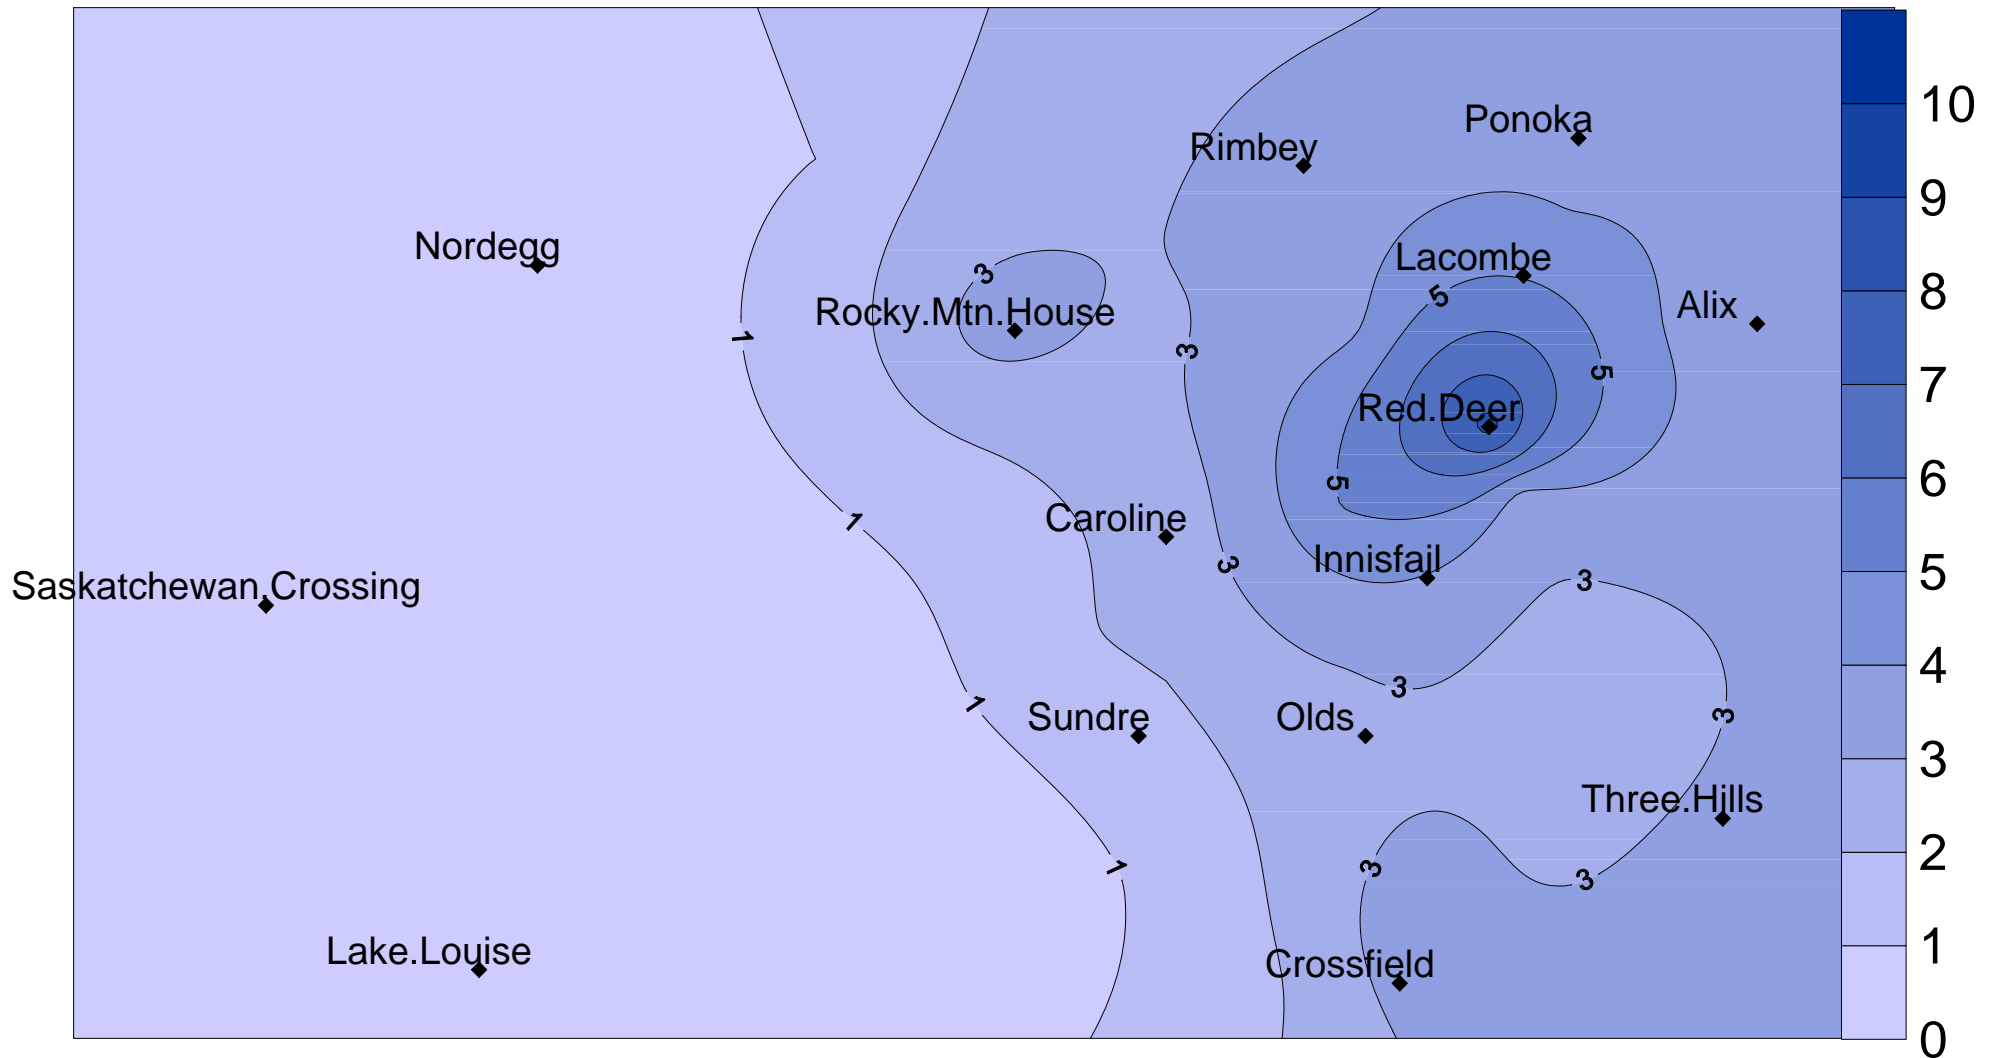 10
Ponoka
Rimbey
9
Nordegg
Lacombe
3
8
5
Alix
Rocky.Mtn.House
1
3
5
7
Red.Deer
6
5
Caroline
1
Innisfail
3
5
3
Saskatchewan.Crossing
4
3
1
Sundre
Olds
3
3
Three.Hills
2
1
3
3
1
Lake.Louise
Crossfield
0